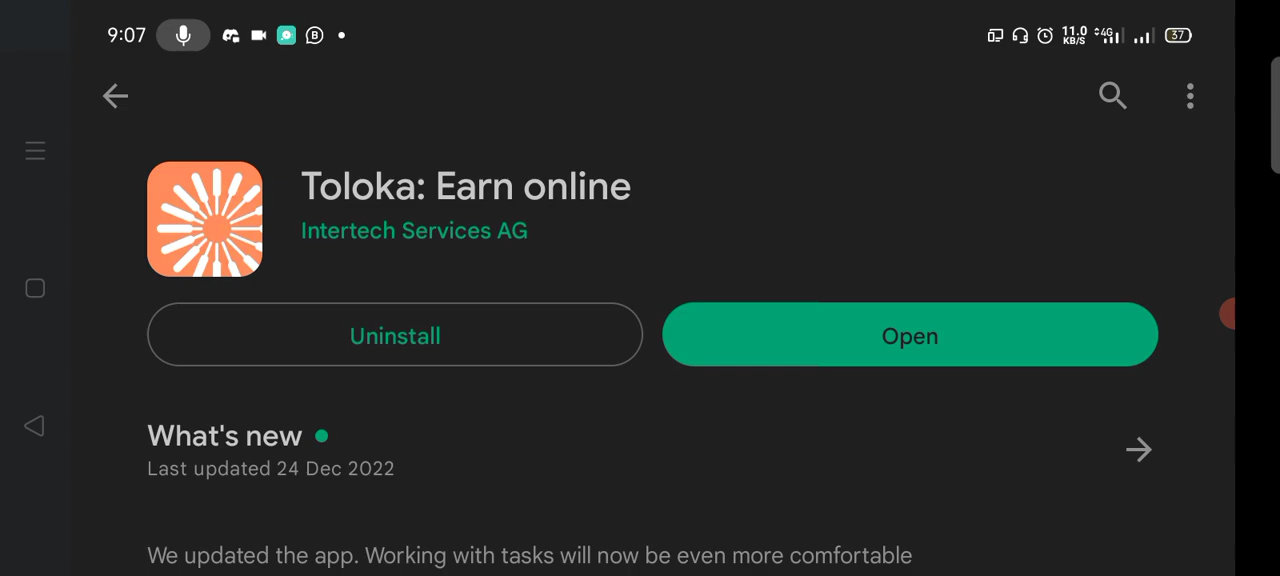 9:07
11.0
KB/S
4G
37
Toloka: Earn online
Intertech Services AG
Uninstall
Open
What's new
Last updated 24 Dec 2022
We updated the app. Working with tasks will now be even more comfortable